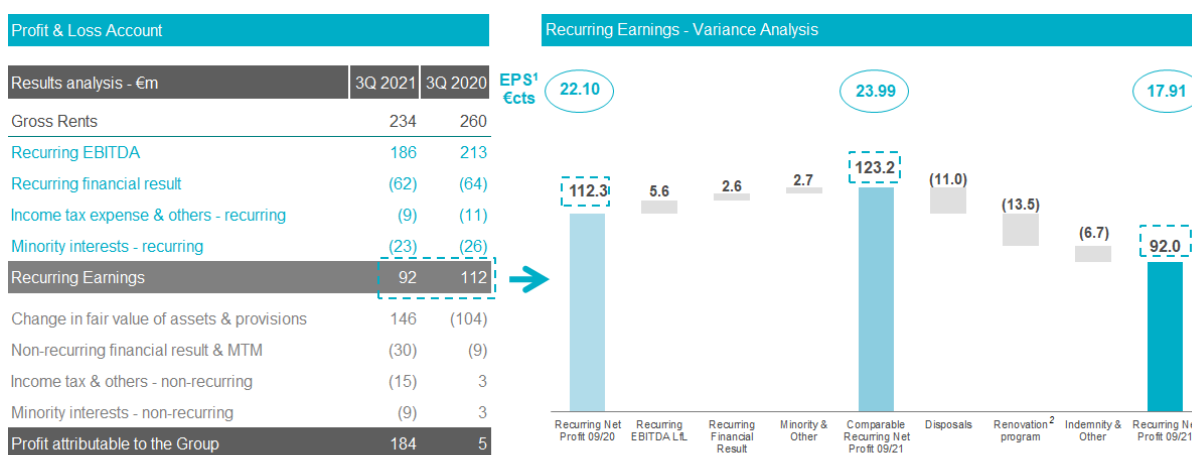 Profit & Loss Account
Results analysis - €m 3Q 2021 3Q 2020
Gross Rents 234 260
Recurring EBITDA 186 213
Recurring financial result (62) (64)
Income tax expense & others - recurring (9) (11)
Minority interests - recurring (23) (26)
Recurring Earnings 92 112
Change in fair value of assets & provisions 146 (104)
Non-recurring financial result & MTM (30) (9)
Income tax & others - non-recurring (15) 3
Minority interests - non-recurring (9) 3
Profit attributable to the Group 184 5
Recurring Earnings - Variance Analysis
EPS¹
€cts
22.10 23.99 17.91
112.3 5.6 2.6 2.7 123.2 (11.0) (13.5) (6.7) 92.0
Recurring Net
Profit 09/20
Recurring
EBITDA LfL
Recurring
Financial
Result
Minority &
Other
Comparable
Recurring Net
Profit 09/21
Disposals
Renovation²
program
Indemnity &
Other
Recurring Ne
Profit 09/21